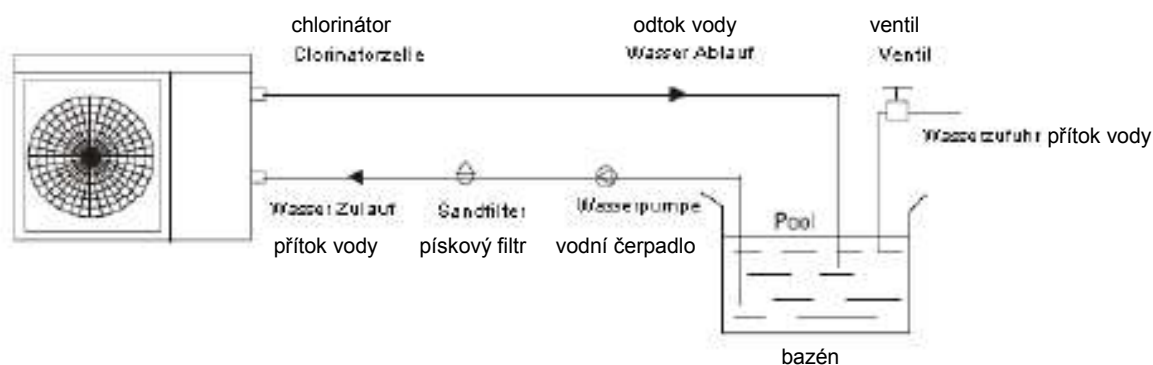 chlorinátor
odtok vody
ventil
Clorinatorzelle
Wasser Ablauf
Ventil
Wasserzufuhr přítok vody
Wasser Zulauf
Sandfilter
Wasserpumpe
Pool
přítok vody
pískový filtr
vodní čerpadlo
bazén